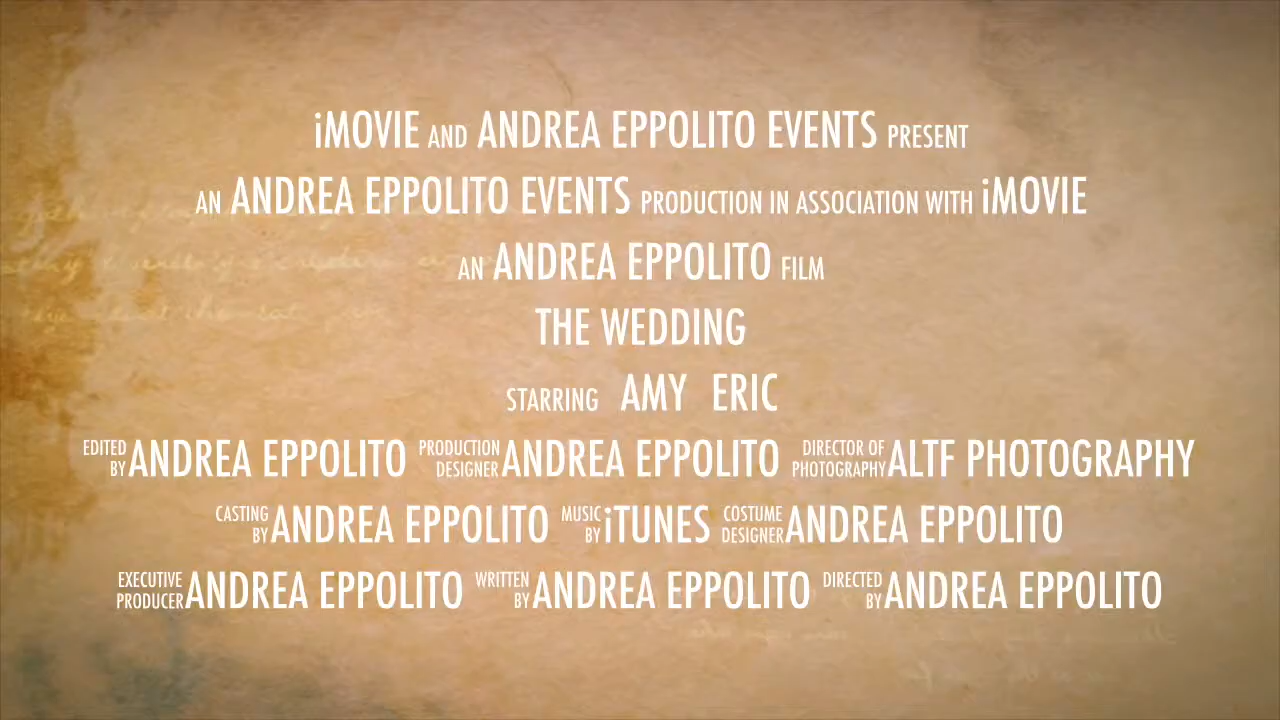 iMOVIE AND ANDREA EPPOLITO EVENTS PRESENT
AN ANDREA EPPOLITO EVENTS PRODUCTION IN ASSOCIATION WITH iMOVIE
AN ANDREA EPPOLITO FILM
THE WEDDING
STARRING AMY ERIC
EDITED BY ANDREA EPPOLITO PRODUCTION DESIGNER ANDREA EPPOLITO DIRECTOR OF PHOTOGRAPHY ALTF PHOTOGRAPHY
CASTING BY ANDREA EPPOLITO MUSIC BY iTUNES COSTUME DESIGNER ANDREA EPPOLITO
EXECUTIVE PRODUCER ANDREA EPPOLITO WRITTEN BY ANDREA EPPOLITO DIRECTED BY ANDREA EPPOLITO